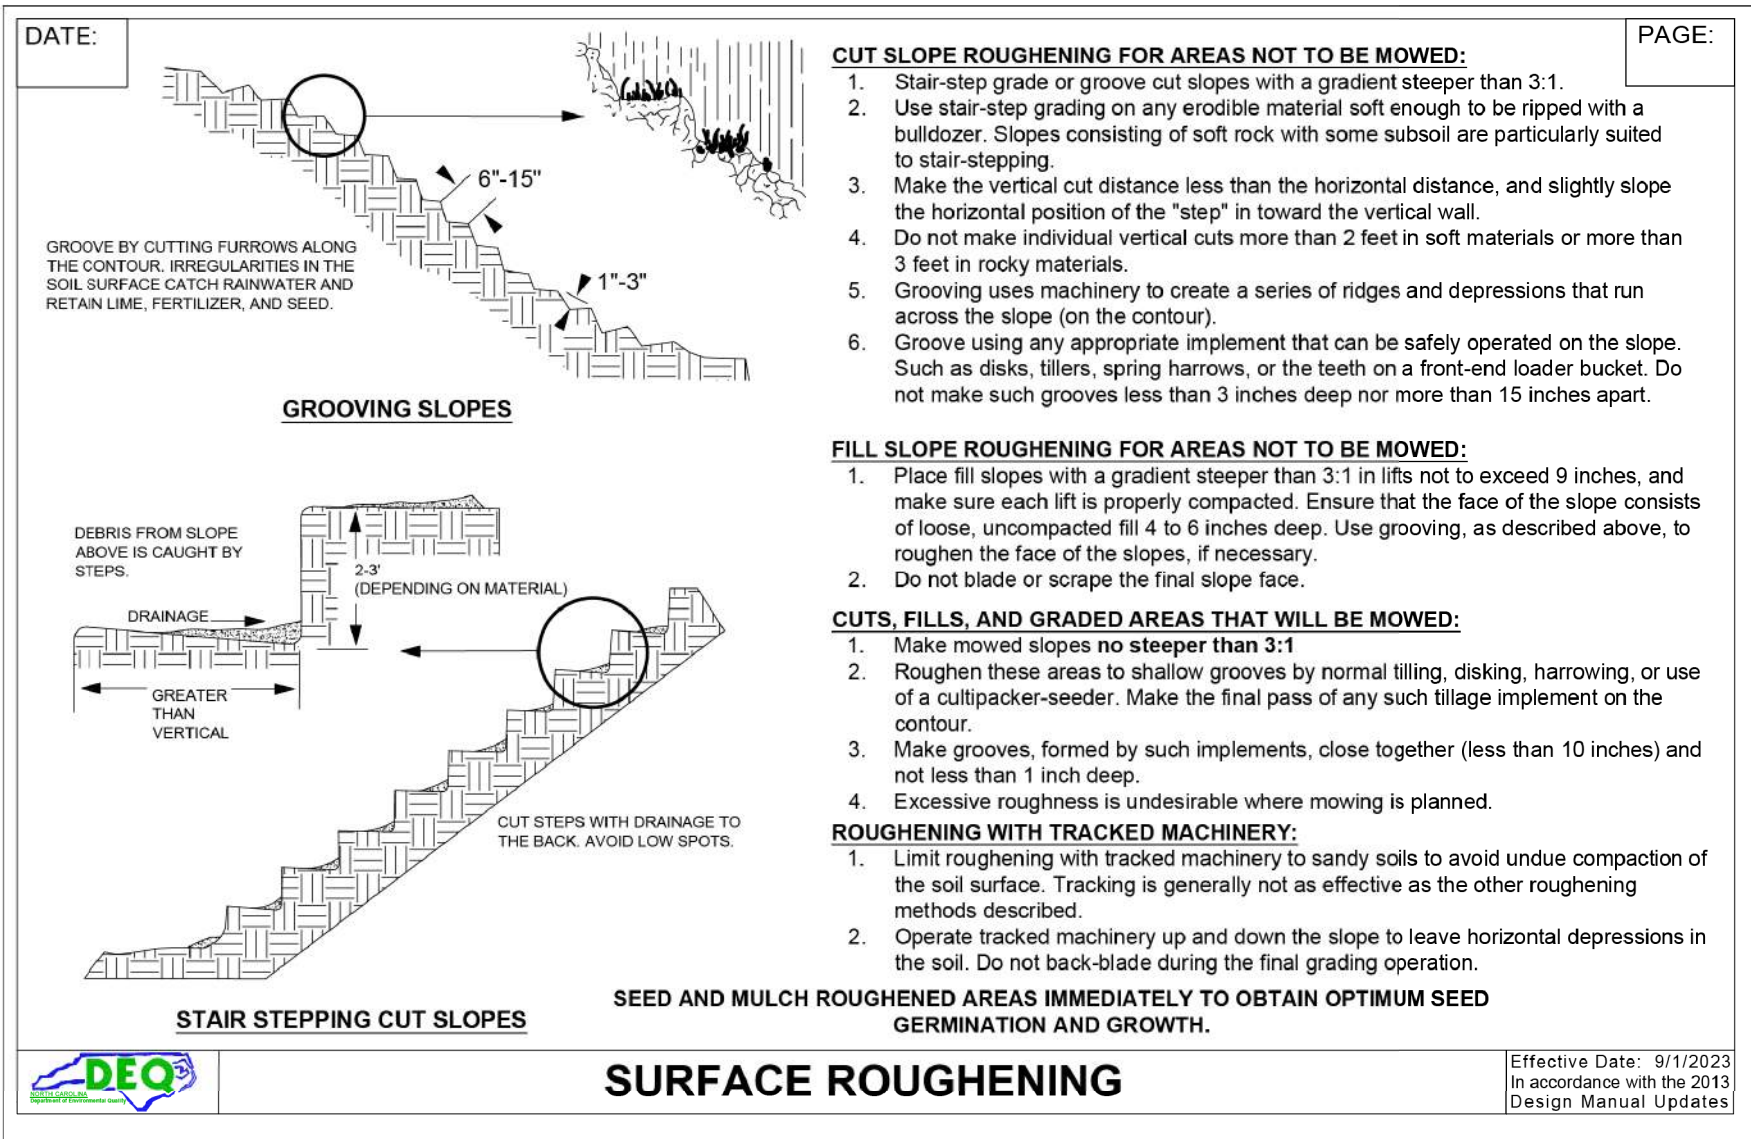 DATE:
PAGE:
6"-15"
GROOVE BY CUTTING FURROWS ALONG
THE CONTOUR. IRREGULARITIES IN THE
SOIL SURFACE CATCH RAINWATER AND
RETAIN LIME, FERTILIZER, AND SEED.
1"-3"
GROOVING SLOPES
DEBRIS FROM SLOPE
ABOVE IS CAUGHT BY
STEPS.
2-3'
(DEPENDING ON MATERIAL)
DRAINAGE
GREATER
THAN
VERTICAL
CUT STEPS WITH DRAINAGE TO
THE BACK. AVOID LOW SPOTS.
STAIR STEPPING CUT SLOPES
CUT SLOPE ROUGHENING FOR AREAS NOT TO BE MOWED:
1. Stair-step grade or groove cut slopes with a gradient steeper than 3:1.
2. Use stair-step grading on any erodible material soft enough to be ripped with a
bulldozer. Slopes consisting of soft rock with some subsoil are particularly suited
to stair-stepping.
3. Make the vertical cut distance less than the horizontal distance, and slightly slope
the horizontal position of the "step" in toward the vertical wall.
4. Do not make individual vertical cuts more than 2 feet in soft materials or more than
3 feet in rocky materials.
5. Grooving uses machinery to create a series of ridges and depressions that run
across the slope (on the contour).
6. Groove using any appropriate implement that can be safely operated on the slope.
Such as disks, tillers, spring harrows, or the teeth on a front-end loader bucket. Do
not make such grooves less than 3 inches deep nor more than 15 inches apart.
FILL SLOPE ROUGHENING FOR AREAS NOT TO BE MOWED:
1. Place fill slopes with a gradient steeper than 3:1 in lifts not to exceed 9 inches, and
make sure each lift is properly compacted. Ensure that the face of the slope consists
of loose, uncompacted fill 4 to 6 inches deep. Use grooving, as described above, to
roughen the face of the slopes, if necessary.
2. Do not blade or scrape the final slope face.
CUTS, FILLS, AND GRADED AREAS THAT WILL BE MOWED:
1. Make mowed slopes no steeper than 3:1
2. Roughen these areas to shallow grooves by normal tilling, disking, harrowing, or use
of a cultipacker-seeder. Make the final pass of any such tillage implement on the
contour.
3. Make grooves, formed by such implements, close together (less than 10 inches) and
not less than 1 inch deep.
4. Excessive roughness is undesirable where mowing is planned.
ROUGHENING WITH TRACKED MACHINERY:
1. Limit roughening with tracked machinery to sandy soils to avoid undue compaction of
the soil surface. Tracking is generally not as effective as the other roughening
methods described.
2. Operate tracked machinery up and down the slope to leave horizontal depressions in
the soil. Do not back-blade during the final grading operation.
SEED AND MULCH ROUGHENED AREAS IMMEDIATELY TO OBTAIN OPTIMUM SEED
GERMINATION AND GROWTH.
DEQ
NORTH CAROLINA
Department of Environmental Quality
SURFACE ROUGHENING
Effective Date: 9/1/2023
In accordance with the 2013
Design Manual Updates